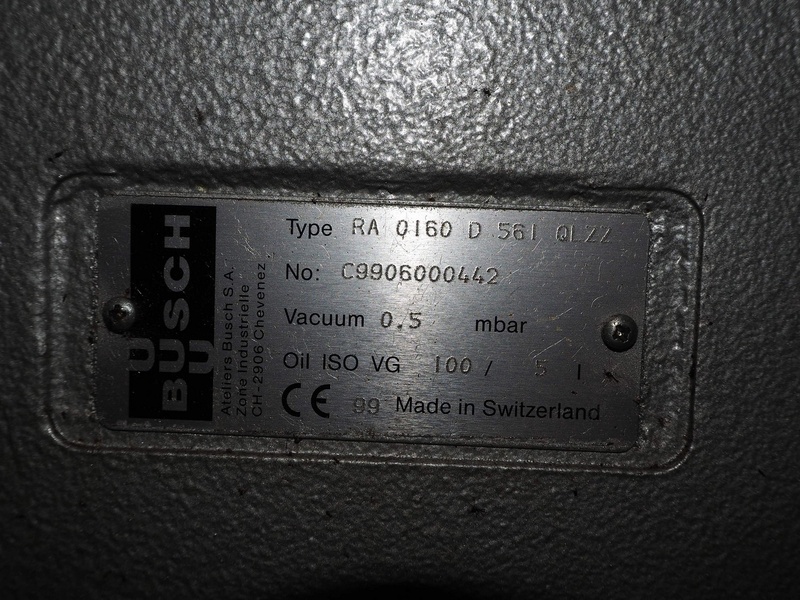 BUSCH
Ateliers Busch S.A.
Zone Industrielle
CH-2906 Chevenez
Type RA 0160 D 561 QLZZ
No: C9906000442
Vacuum 0.5 mbar
Oil ISO VG 100 / 5 l
CE 99 Made in Switzerland